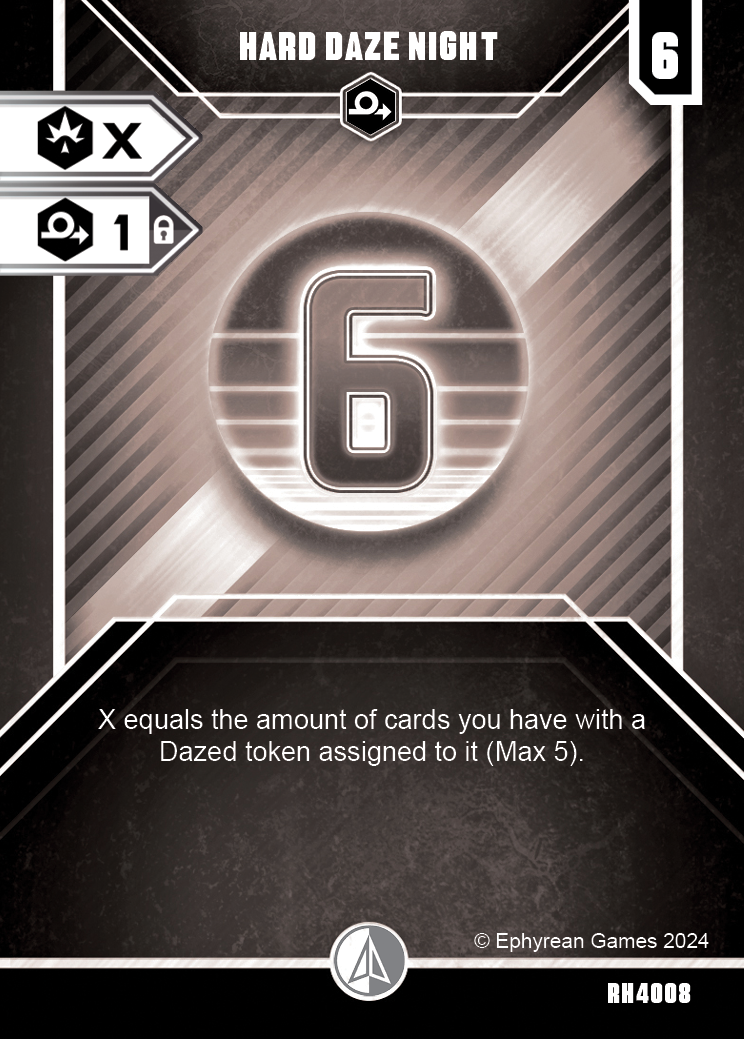 HARD DAZE NIGHT
6
X
1
6
X equals the amount of cards you have with a
Dazed token assigned to it (Max 5).
© Ephyrean Games 2024
RH4008